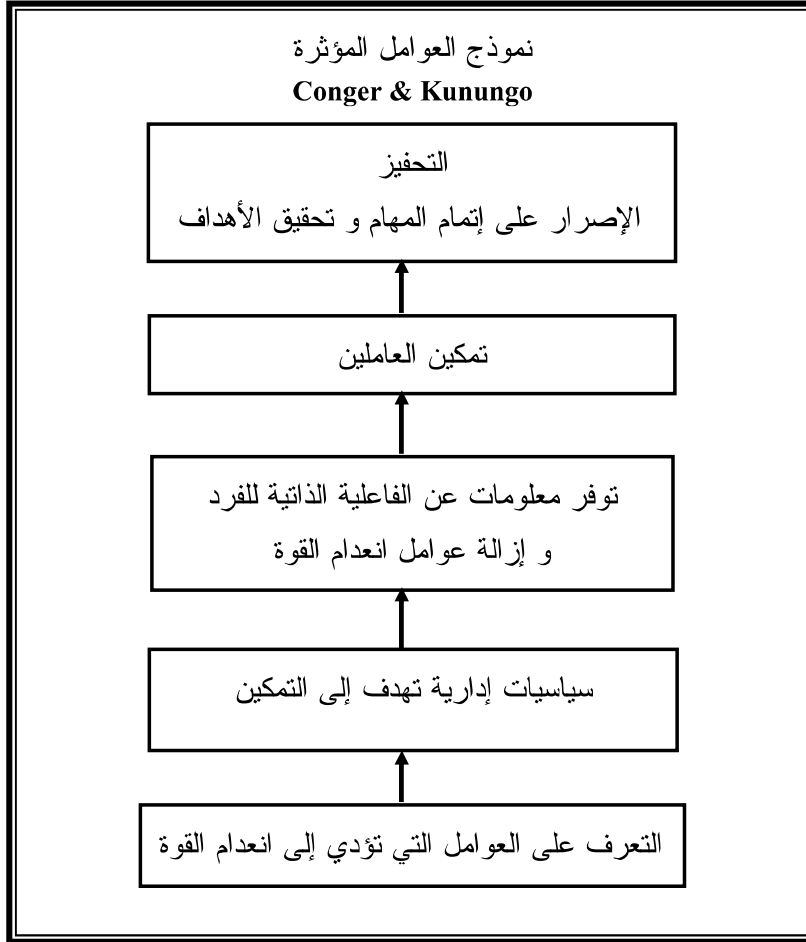 نموذج العوامل المؤثرة
Conger & Kunungo
التحفيز
الإصرار على إتمام المهام و تحقيق الأهداف
تمكين العاملين
توفر معلومات عن الفاعلية الذاتية للفرد
و إزالة عوامل انعدام القوة
سياسيات إدارية تهدف إلى التمكين
التعرف على العوامل التي تؤدي إلى انعدام القوة